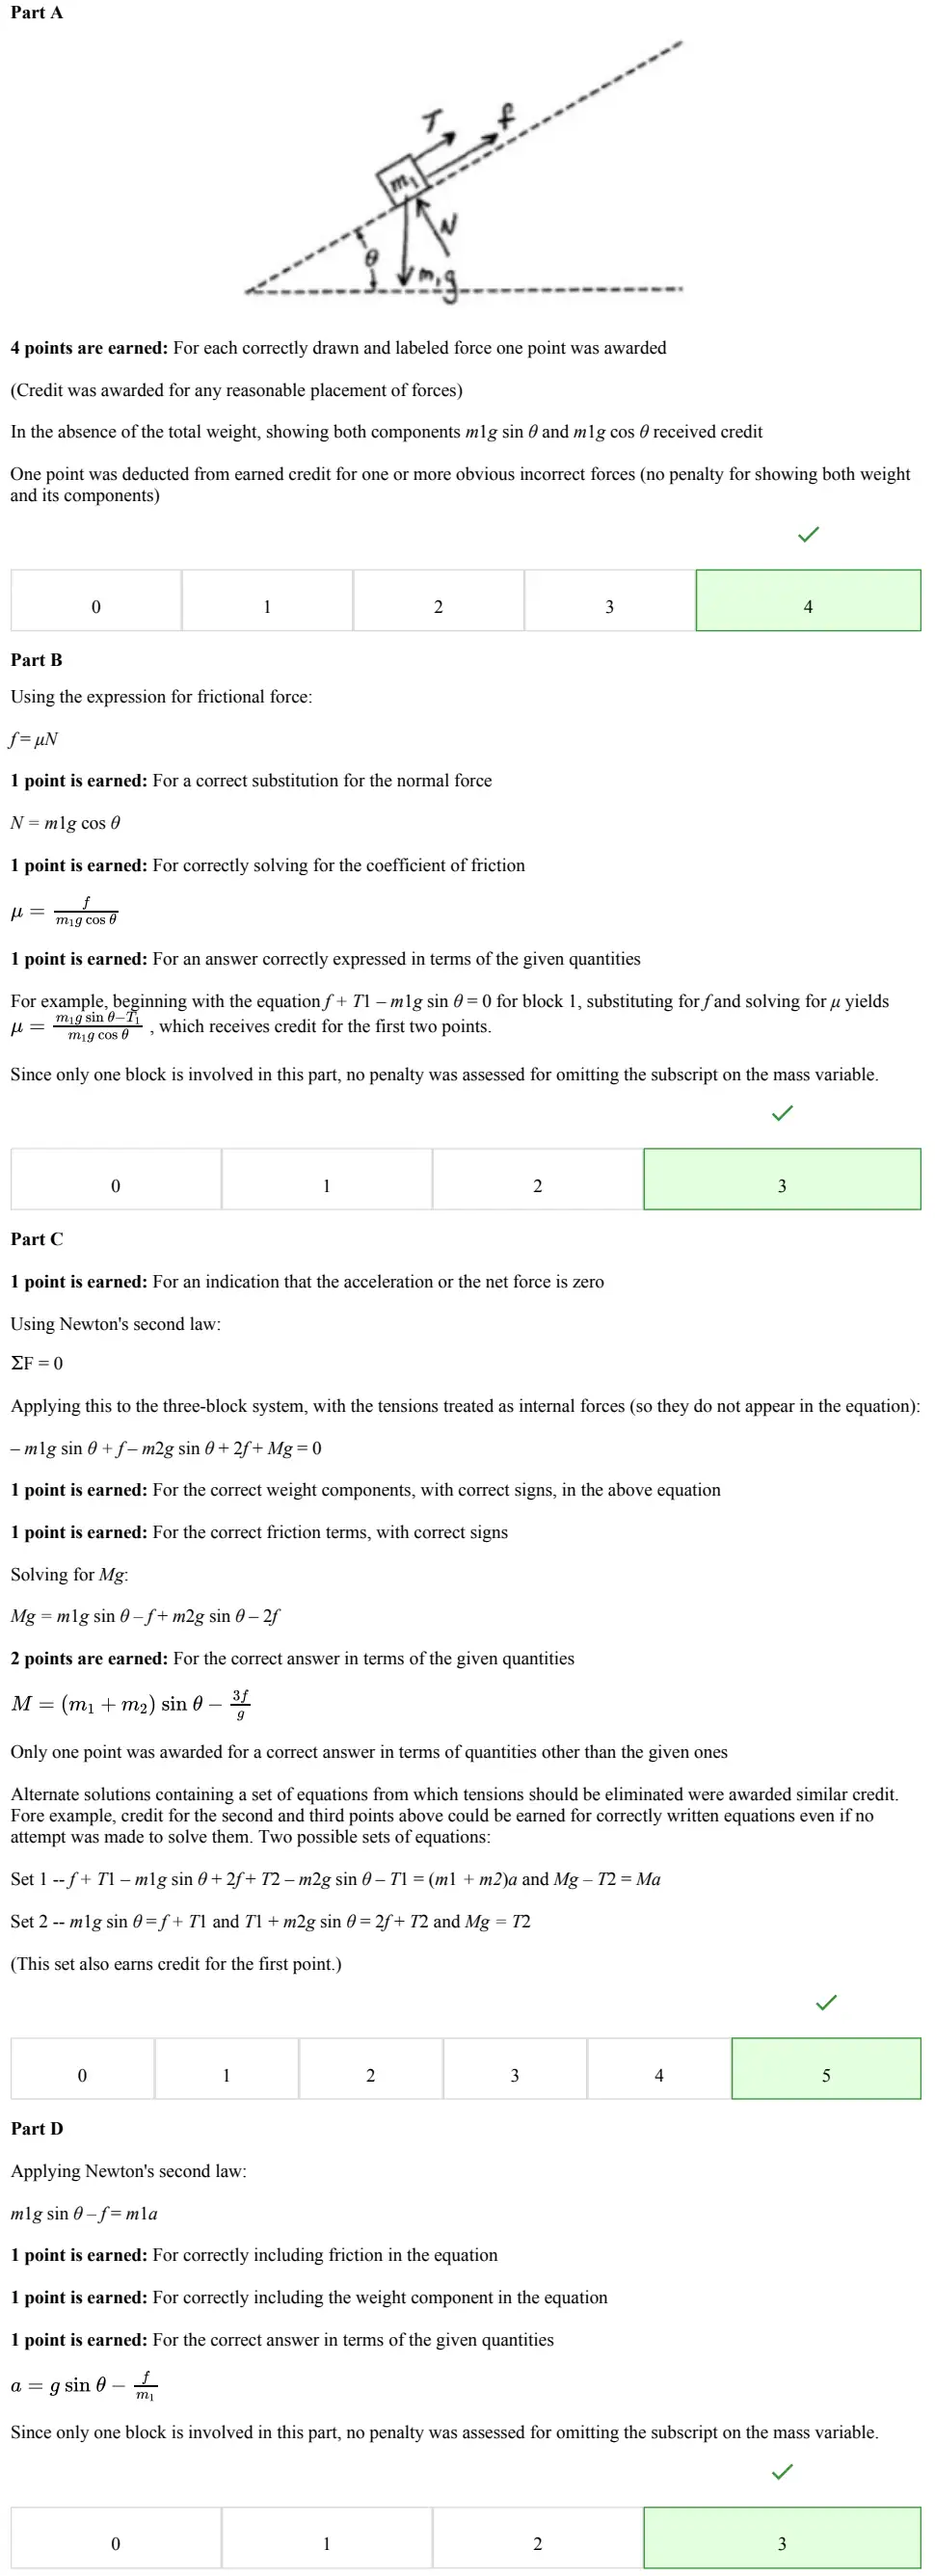 Part A
T
f
m₁
N
θ
m₁g
4 points are earned: For each correctly drawn and labeled force one point was awarded
(Credit was awarded for any reasonable placement of forces)
In the absence of the total weight, showing both components m1g sin θ and m1g cos θ received credit
One point was deducted from earned credit for one or more obvious incorrect forces (no penalty for showing both weight
and its components)
✓
0 1 2 3 4
Part B
Using the expression for frictional force:
f = μN
1 point is earned: For a correct substitution for the normal force
N = m1g cos θ
1 point is earned: For correctly solving for the coefficient of friction
μ = f / (m₁g cos θ)
1 point is earned: For an answer correctly expressed in terms of the given quantities
For example, beginning with the equation f + T1 – m1g sin θ = 0 for block 1, substituting for f and solving for μ yields
μ = (m₁g sin θ–T₁) / (m₁g cos θ) , which receives credit for the first two points.
Since only one block is involved in this part, no penalty was assessed for omitting the subscript on the mass variable.
✓
0 1 2 3
Part C
1 point is earned: For an indication that the acceleration or the net force is zero
Using Newton's second law:
ΣF = 0
Applying this to the three-block system, with the tensions treated as internal forces (so they do not appear in the equation):
– m1g sin θ + f – m2g sin θ + 2f + Mg = 0
1 point is earned: For the correct weight components, with correct signs, in the above equation
1 point is earned: For the correct friction terms, with correct signs
Solving for Mg:
Mg = m1g sin θ – f + m2g sin θ – 2f
2 points are earned: For the correct answer in terms of the given quantities
M = (m₁ + m₂) sin θ − 3f / g
Only one point was awarded for a correct answer in terms of quantities other than the given ones
Alternate solutions containing a set of equations from which tensions should be eliminated were awarded similar credit.
Fore example, credit for the second and third points above could be earned for correctly written equations even if no
attempt was made to solve them. Two possible sets of equations:
Set 1 -- f + T1 – m1g sin θ + 2f + T2 – m2g sin θ – T1 = (m1 + m2)a and Mg – T2 = Ma
Set 2 -- m1g sin θ = f + T1 and T1 + m2g sin θ = 2f + T2 and Mg = T2
(This set also earns credit for the first point.)
✓
0 1 2 3 4 5
Part D
Applying Newton's second law:
m1g sin θ – f = m1a
1 point is earned: For correctly including friction in the equation
1 point is earned: For correctly including the weight component in the equation
1 point is earned: For the correct answer in terms of the given quantities
a = g sin θ − f / m₁
Since only one block is involved in this part, no penalty was assessed for omitting the subscript on the mass variable.
✓
0 1 2 3